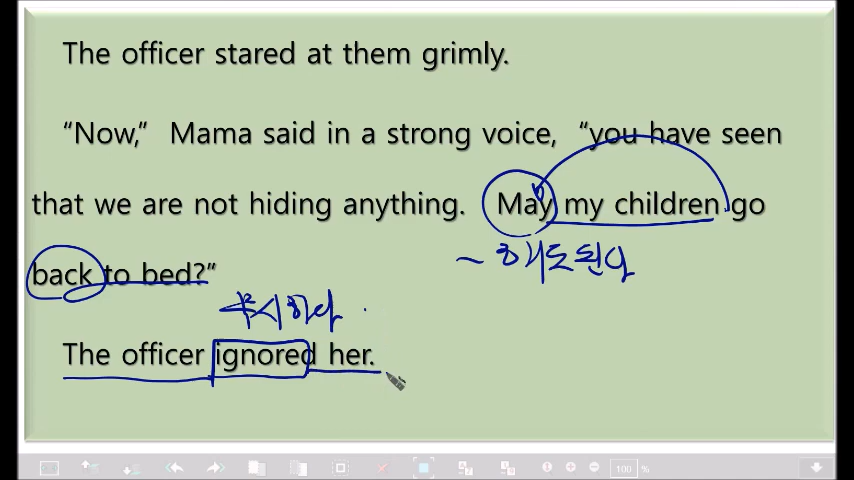 The officer stared at them grimly.
“Now,” Mama said in a strong voice, “you have seen
that we are not hiding anything. May my children go
~해도된다
back to bed?”
무시하다
The officer ignored her.
100 %